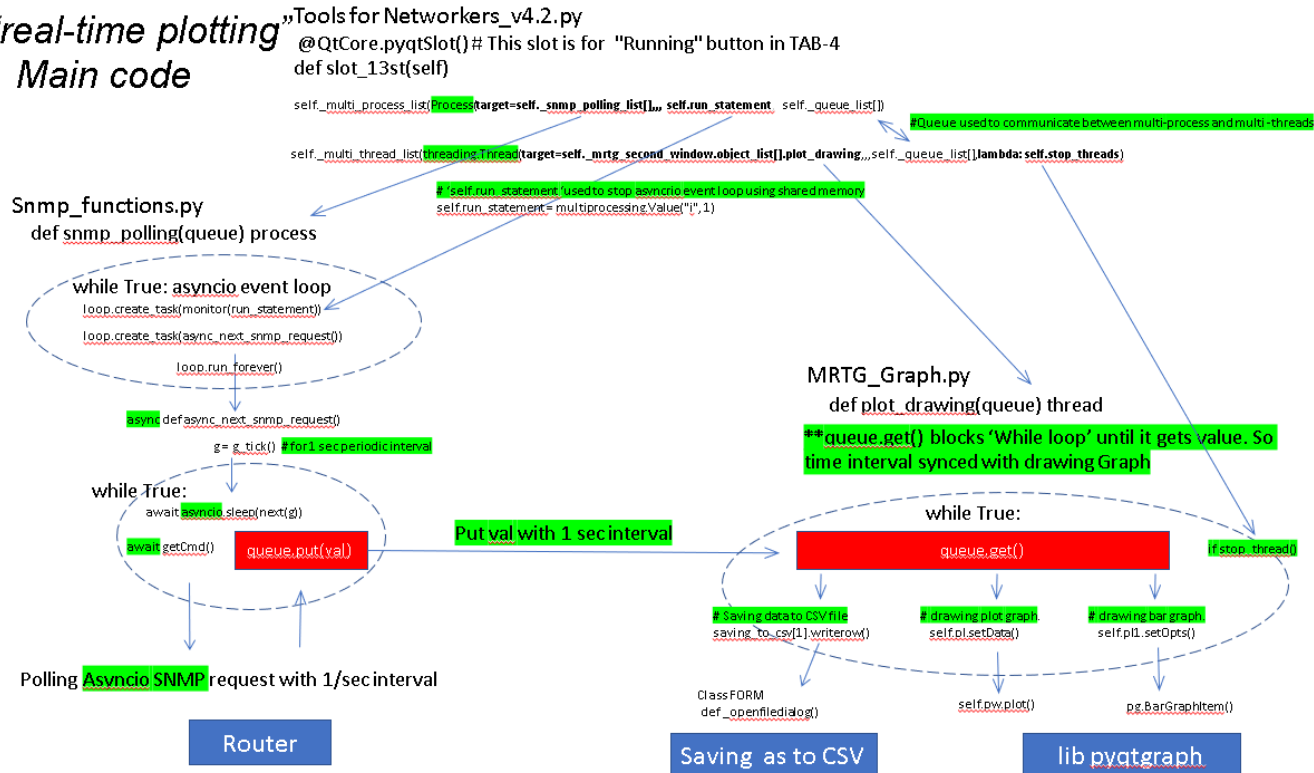 “real-time plotting”
Main code
Tools for Networkers_v4.2.py
@QtCore.pyqtSlot() # This slot is for "Running" button in TAB-4
def slot_13st(self)
self._multi_process_list(Process(target=self._snmp_polling_list[],,, self.run_statement self._queue_list[])
#Queue used to communicate between multi-process and multi -threads
self._multi_thread_list(threading.Thread(target=self._mrtg_second_window.object_list[].plot_drawing,,,self._queue_list[],lambda: self.stop_threads)
# 'self.run_statement 'used to stop asyncrio event loop using shared memory
self.run_statement= multiprocessing.Value("i", 1)
Snmp_functions.py
def snmp_polling(queue) process
while True: asyncio event loop
loop.create_task(monitor(run_statement))
loop.create_task(async_next_snmp_request())
loop.run_forever()
async def async_next_snmp_request()
g= g_tick() #for 1 sec periodic interval
while True:
await asyncio.sleep(next(g))
await getCmd()
queue.put(val)
Put val with 1 sec interval
Polling Asyncio SNMP request with 1/sec interval
Router
MRTG_Graph.py
def plot_drawing(queue) thread
**queue.get() blocks ‘While loop’ until it gets value. So
time interval synced with drawing Graph
while True:
queue.get()
if stop_thread()
# Saving data to CSV file
saving_to_csv[1].writerow()
# drawing plot graph.
self.pl.setData()
# drawing bar graph.
self.pl1.setOpts()
Class FORM
def _openfiledialog()
self.pw.plot()
pg.BarGraphItem()
Saving as to CSV
lib pyqtgraph